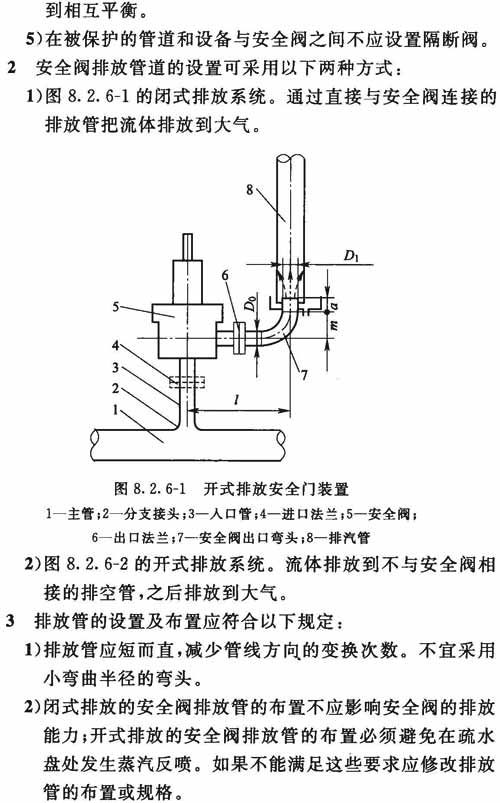 到相互平衡。
5)在被保护的管道和设备与安全阀之间不应设置隔断阀。
2 安全阀排放管道的设置可采用以下两种方式:
1)图 8.2.6-1 的闭式排放系统。通过直接与安全阀连接的
排放管把流体排放到大气。
8
D1
6
D0
a
m
5
4
3
2
1
l
7
图 8.2.6-1 开式排放安全门装置
1—主管;2—分支接头;3—人口管;4—进口法兰;5—安全阀;
6—出口法兰;7—安全阀出口弯头;8—排汽管
2)图 8.2.6-2 的开式排放系统。流体排放到不与安全阀相
接的排空管,之后排放到大气。
3 排放管的设置及布置应符合以下规定:
1)排放管应短而直,减少管线方向的变换次数。不宜采用
小弯曲半径的弯头。
2)闭式排放的安全阀排放管的布置不应影响安全阀的排放
能力;开式排放的安全阀排放管的布置必须避免在疏水
盘处发生蒸汽反喷。如果不能满足这些要求应修改排放
管的布置或规格。